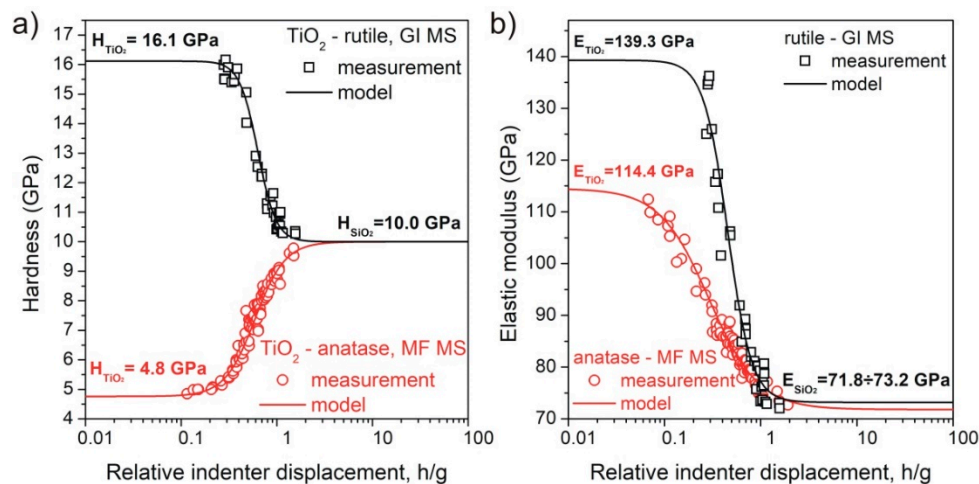 a)
H_TiO₂ = 16.1 GPa
TiO₂ - rutile, GI MS
measurement
model
H_SiO₂=10.0 GPa
H_TiO₂ = 4.8 GPa
TiO₂ - anatase, MF MS
measurement
model
Hardness (GPa)
17
16
15
14
13
12
11
10
9
8
7
6
5
4
0.01 0.1 1 10 100
Relative indenter displacement, h/g
b)
E_TiO₂=139.3 GPa
rutile - GI MS
measurement
model
E_TiO₂=114.4 GPa
anatase - MF MS
measurement
model
E_SiO₂=71.8÷73.2 GPa
Elastic modulus (GPa)
140
130
120
110
100
90
80
70
0.01 0.1 1 10 100
Relative indenter displacement, h/g